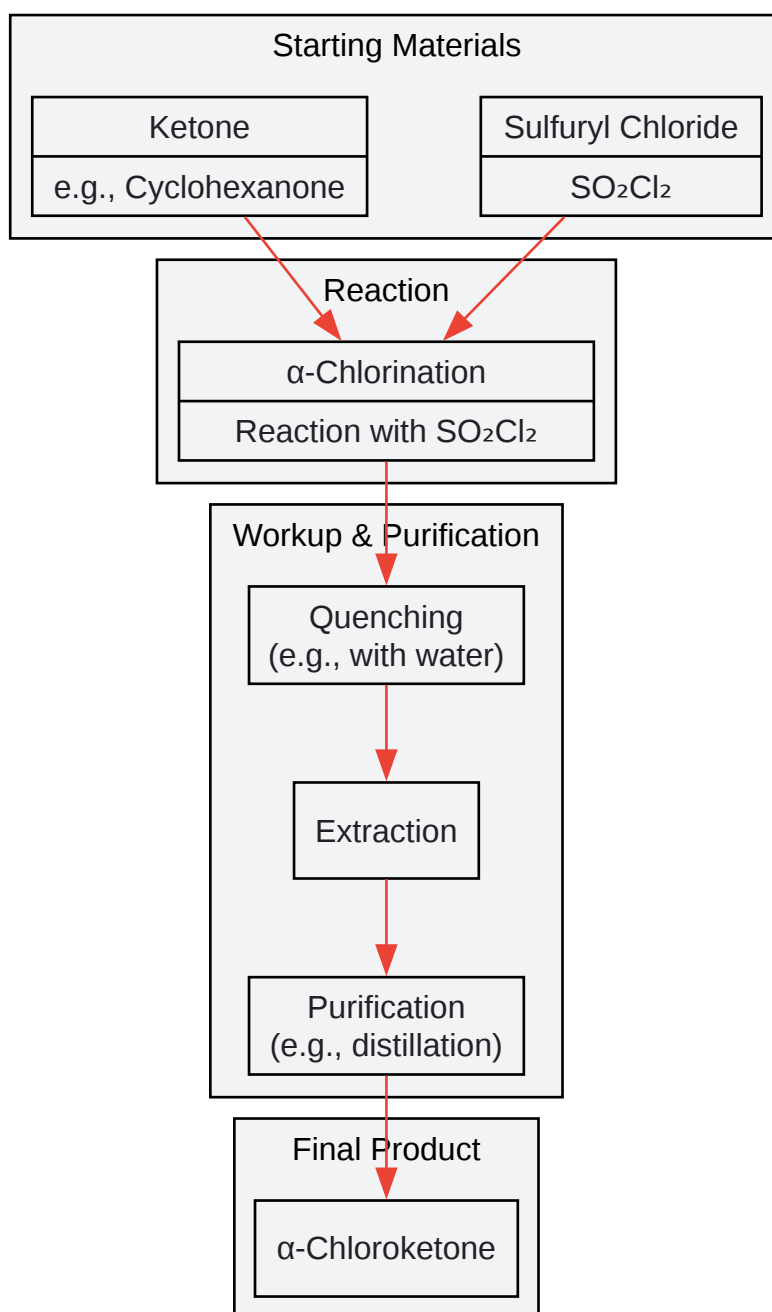 Starting Materials
Ketone
e.g., Cyclohexanone
Sulfuryl Chloride
SO₂Cl₂
Reaction
α-Chlorination
Reaction with SO₂Cl₂
Workup & Purification
Quenching
(e.g., with water)
Extraction
Purification
(e.g., distillation)
Final Product
α-Chloroketone